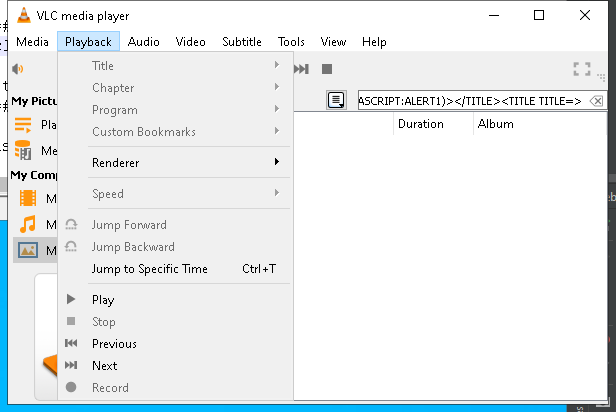 VLC media player
Media Playback Audio Video Subtitle Tools View Help
Title
Chapter
Program
Custom Bookmarks
Renderer
Speed
Jump Forward
Jump Backward
Jump to Specific Time Ctrl+T
Play
Stop
Previous
Next
Record
My Pictu
Pla
Me
My Comp
M
M
M
ASCRIPT:ALERT1)></TITLE><TITLE TITLE=>
Duration Album